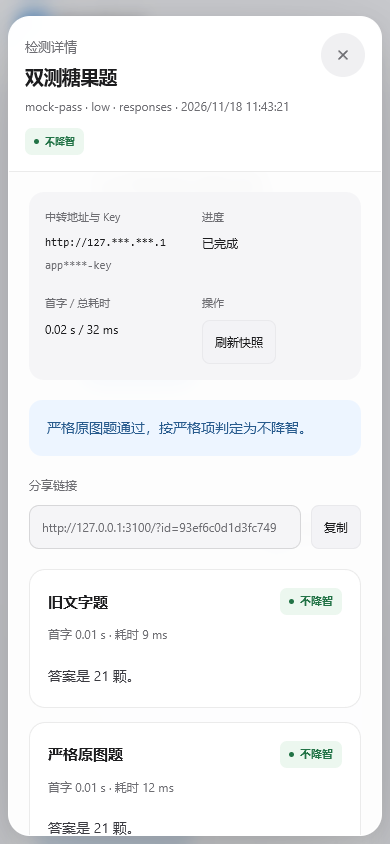 检测详情
双测糖果题
mock-pass · low · responses · 2026/11/18 11:43:21
不降智
中转地址与 Key
http://127.***.***.1
app****-key
进度
已完成
首字 / 总耗时
0.02 s / 32 ms
操作
刷新快照
严格原图题通过，按严格项判定为不降智。
分享链接
http://127.0.0.1:3100/?id=93ef6c0d1d3fc749
复制
旧文字题
不降智
首字 0.01 s · 耗时 9 ms
答案是 21 颗。
严格原图题
不降智
首字 0.01 s · 耗时 12 ms
答案是 21 颗。